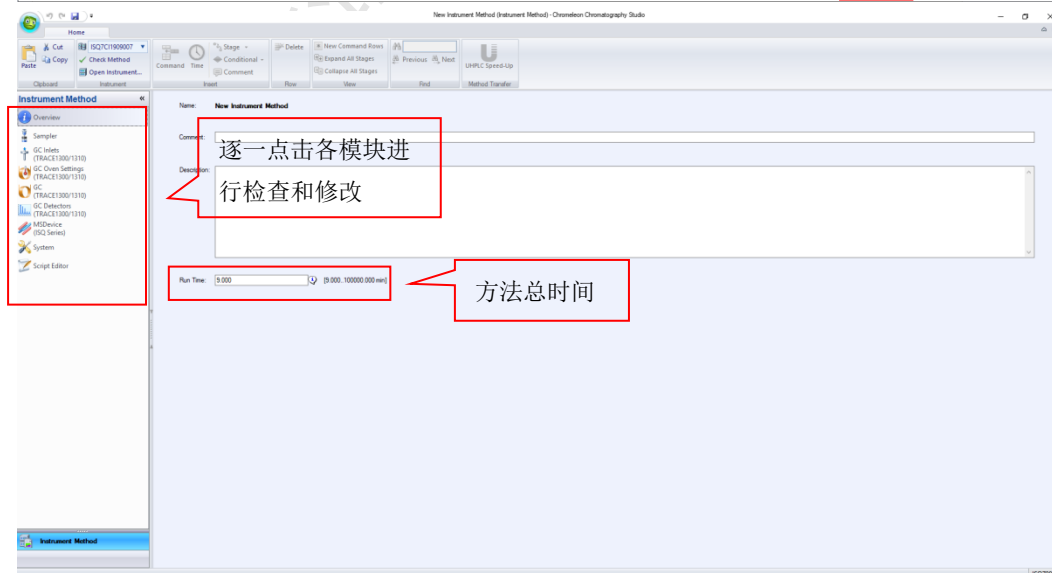 New Instrument Method (Instrument Method) - Chromeleon Chromatography Studio
Home
Paste
Cut
Copy
Clipboard
ISQ7CI1909007
Check Method
Open Instrument...
Instrument
Command
Time
Stage
Conditional
Comment
Insert
Delete
Row
New Command Rows
Expand All Stages
Collapse All Stages
View
Previous
Next
Find
UHPLC Speed-Up
Method Transfer
Instrument Method
Overview
Sampler
GC Inlets
(TRACE1300/1310)
GC Oven Settings
(TRACE1300/1310)
GC
(TRACE1300/1310)
GC Detectors
(TRACE1300/1310)
MSDevice
(ISQ Series)
System
Script Editor
Name: New Instrument Method
Comment:
逐一点击各模块进
行检查和修改
Description:
Run Time: 9.000 [9.000..100000.000 min]
方法总时间
Instrument Method